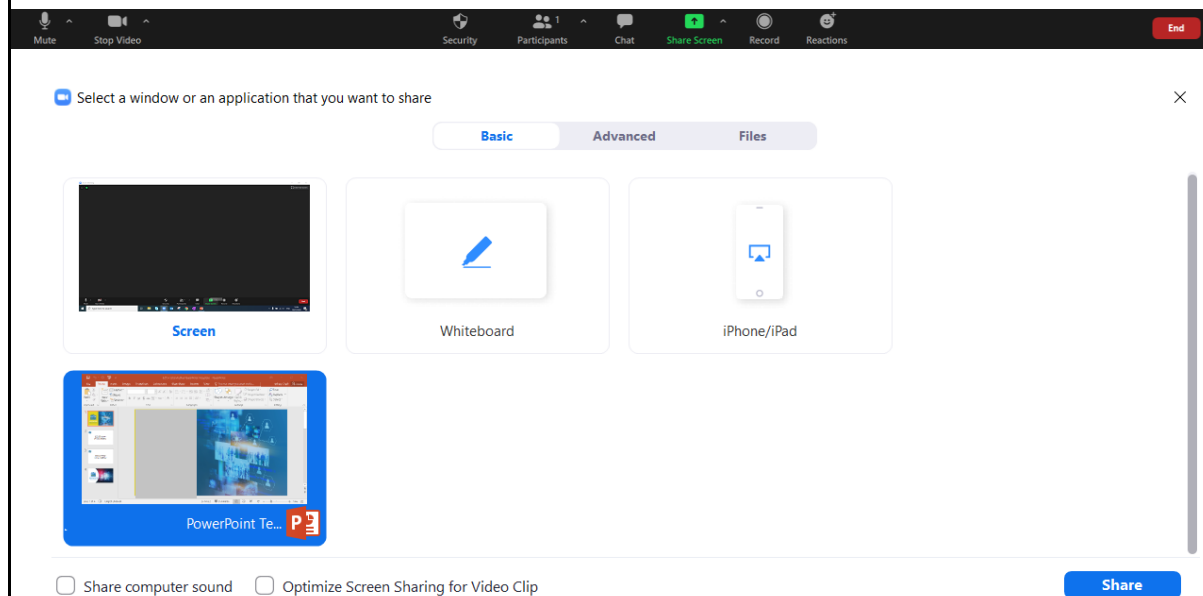 Mute Stop Video Security Participants 1 Chat Share Screen Record Reactions End
Select a window or an application that you want to share
Basic Advanced Files
Screen Whiteboard iPhone/iPad
PowerPoint Te...
Share computer sound Optimize Screen Sharing for Video Clip Share